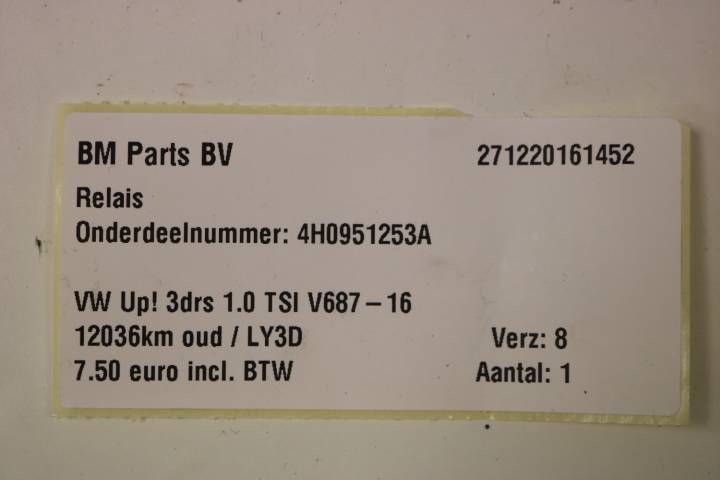 BM Parts BV 271220161452
Relais
Onderdeelnummer: 4H0951253A
VW Up! 3drs 1.0 TSI V687-16
12036km oud / LY3D Verz: 8
7.50 euro incl. BTW Aantal: 1